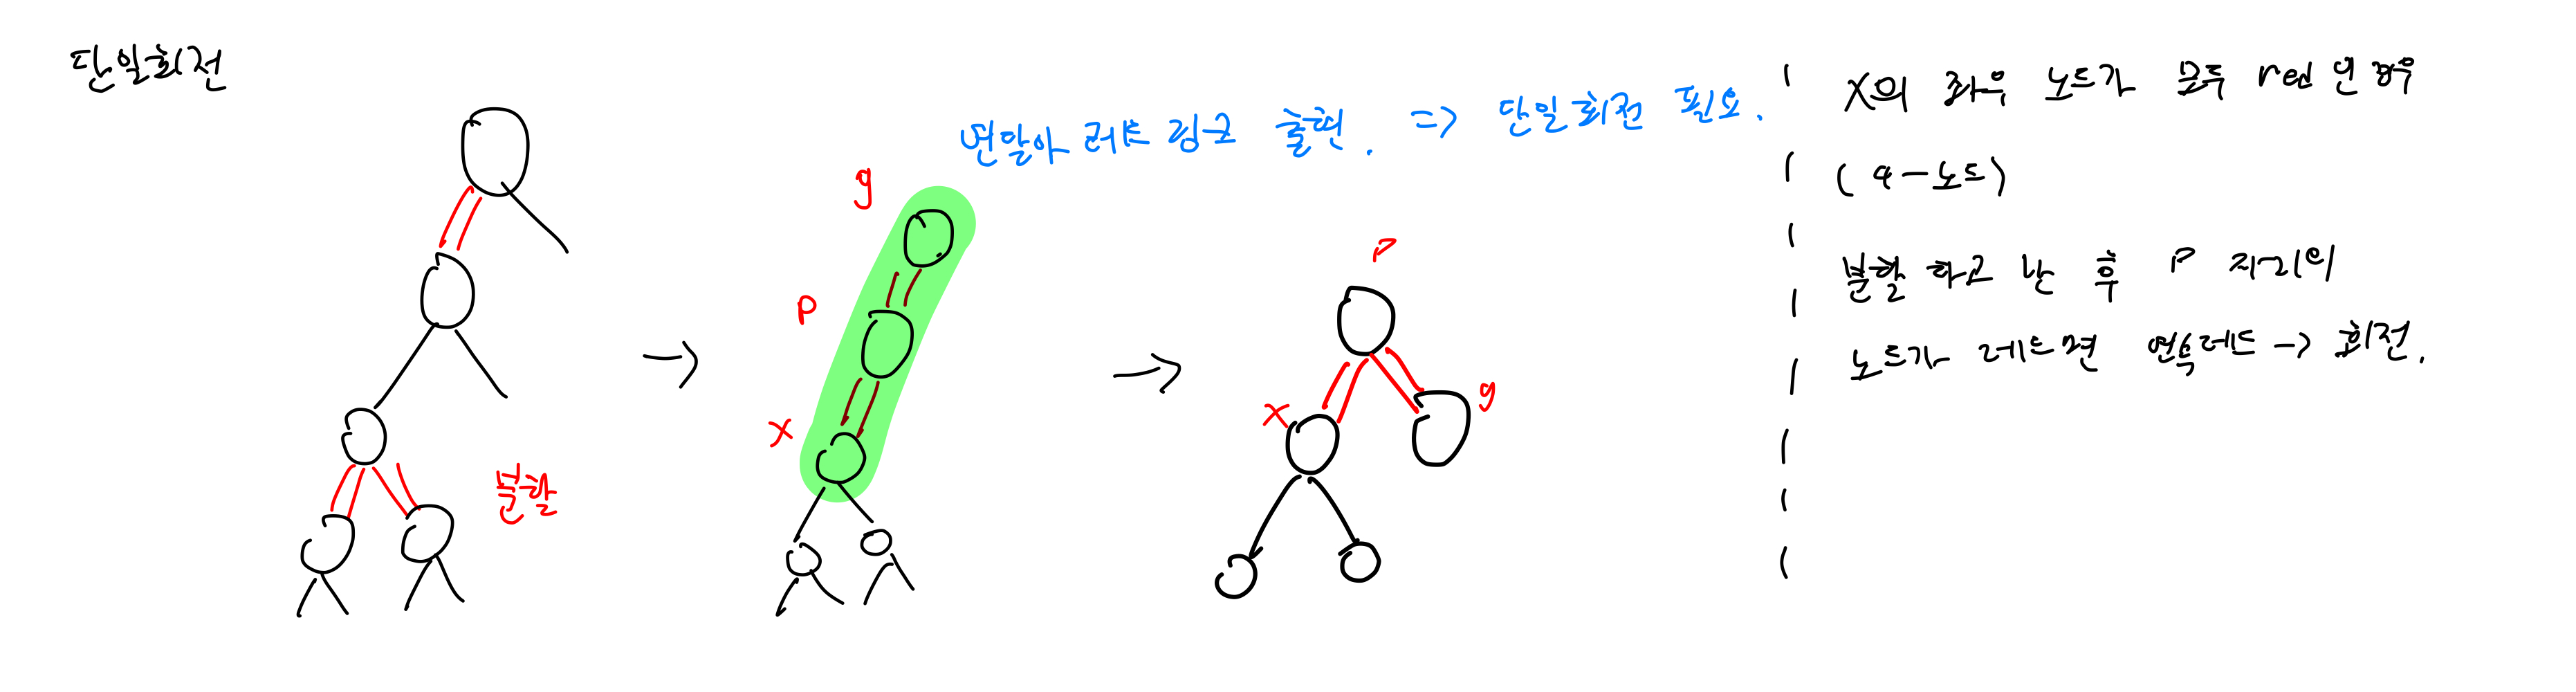 단일회전
연달아 레드 링크 출현. => 단일회전 필요.
g
p
x
분할
P
x
g
X의 좌우 노드가 모두 red인 경우
(4-노드)
분할 하고 난 후 P 자리의
노드가 레드면 연속레드 -> 회전.